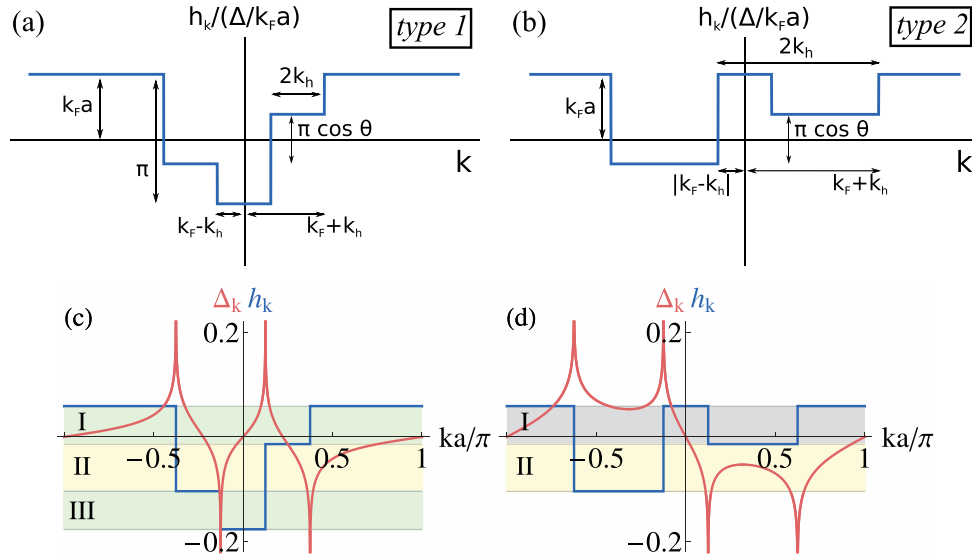 (a)
h_k/(Δ/k_F a)
type 1
2k_h
k_F a
π cos θ
k
π
k_F-k_h
k_F+k_h
(b)
h_k/(Δ/k_F a)
type 2
2k_h
k_F a
π cos θ
k
|k_F-k_h|
k_F+k_h
(c)
Δ_k h_k
0.2
I
ka/π
-0.5
0.5
1
II
III
-0.2
(d)
Δ_k h_k
0.2
I
ka/π
-0.5
0.5
1
II
-0.2